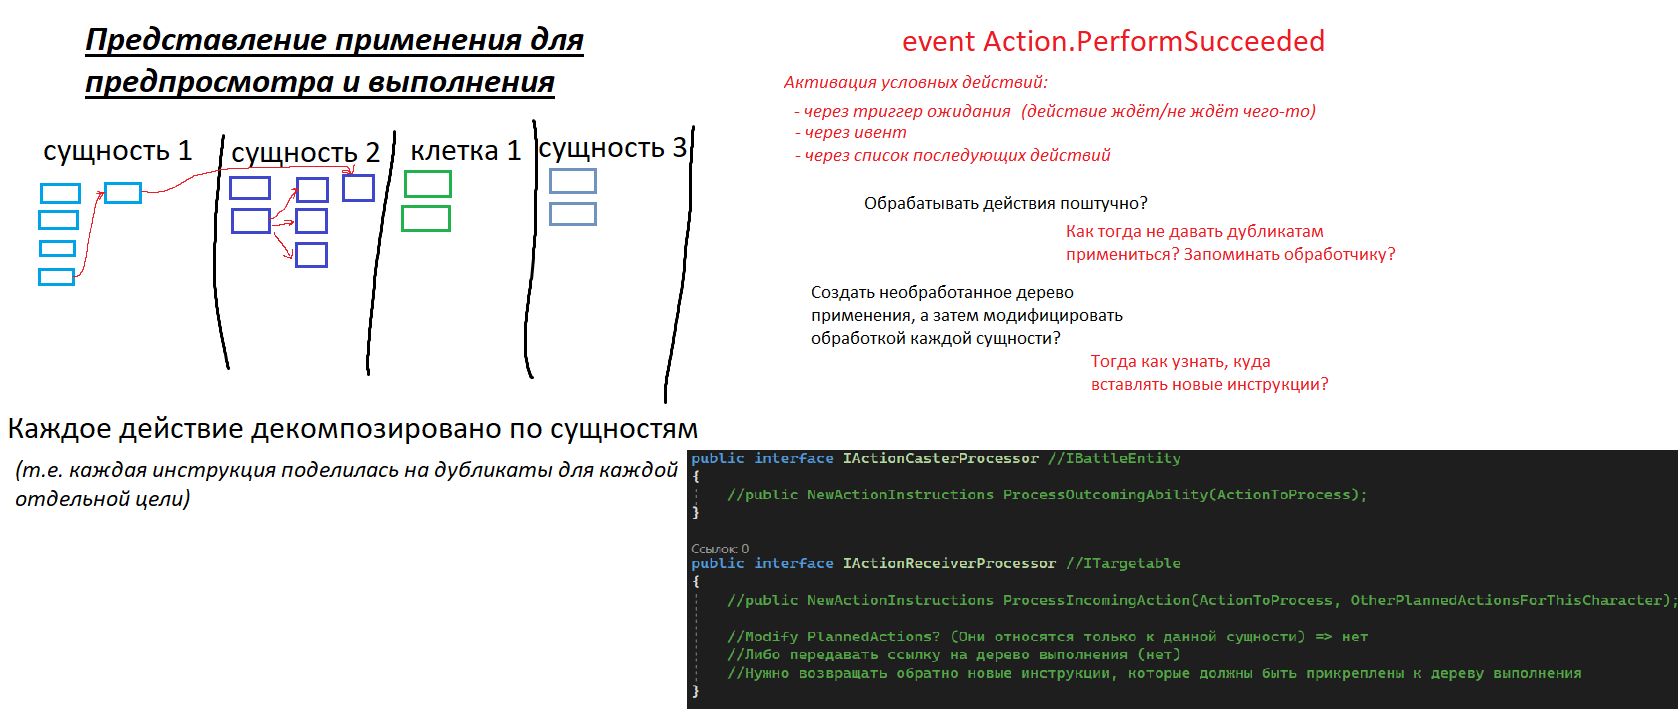 Представление применения для
предпросмотра и выполнения
сущность 1
сущность 2
клетка 1
сущность 3
Каждое действие декомпозировано по сущностям
(т.е. каждая инструкция поделилась на дубликаты для каждой
отдельной цели)
event Action.PerformSucceeded
Активация условных действий:
- через триггер ожидания (действие ждёт/не ждёт чего-то)
- через ивент
- через список последующих действий
Обрабатывать действия поштучно?
Как тогда не давать дубликатам
примениться? Запоминать обработчику?
Создать необработанное дерево
применения, а затем модифицировать
обработкой каждой сущности?
Тогда как узнать, куда
вставлять новые инструкции?
public interface IActionCasterProcessor //IBattleEntity
{
//public NewActionInstructions ProcessOutcomingAbility(ActionToProcess);
}
Ссылок: 0
public interface IActionReceiverProcessor //ITargetable
{
//public NewActionInstructions ProcessIncomingAction(ActionToProcess, OtherPlannedActionsForThisCharacter);
//Modify PlannedActions? (Они относятся только к данной сущности) => нет
//Либо передавать ссылку на дерево выполнения (нет)
//Нужно возвращать обратно новые инструкции, которые должны быть прикреплены к дереву выполнения
}